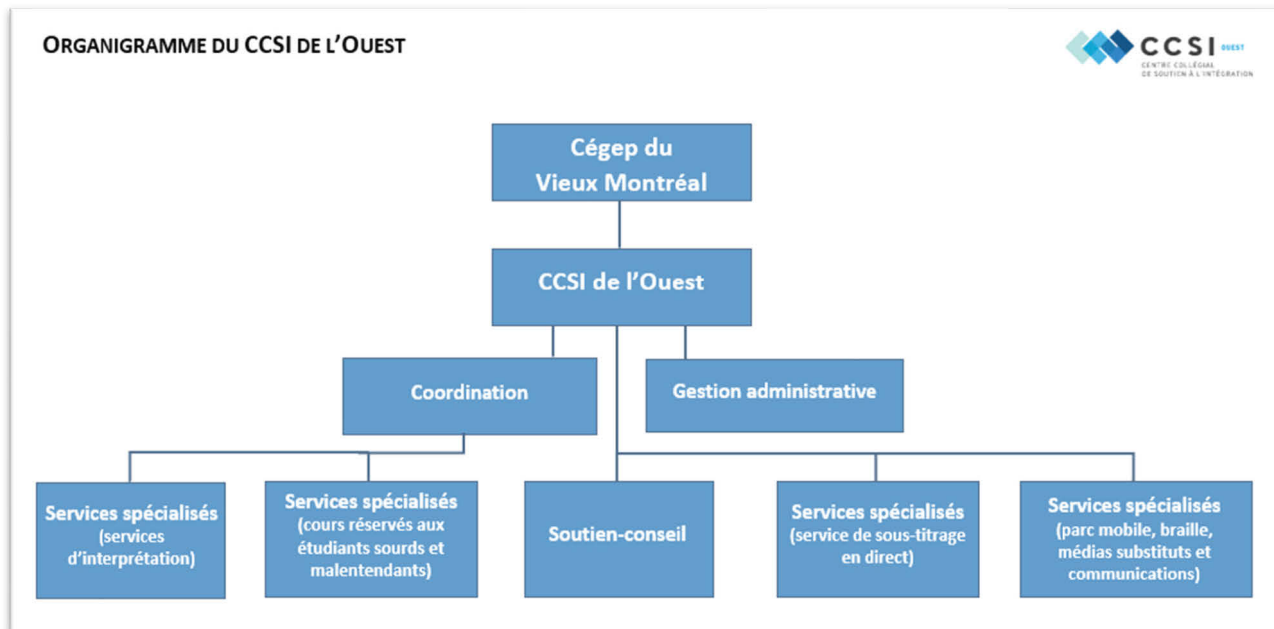 ORGANIGRAMME DU CCSI DE L'OUEST
CCSI OUEST
CENTRE COLLÉGIAL
DE SOUTIEN À L'INTÉGRATION
Cégep du
Vieux Montréal
CCSI de l'Ouest
Coordination
Gestion administrative
Services spécialisés
(services
d'interprétation)
Services spécialisés
(cours réservés aux
étudiants sourds et
malentendants)
Soutien-conseil
Services spécialisés
(service de sous-titrage
en direct)
Services spécialisés
(parc mobile, braille,
médias substituts et
communications)